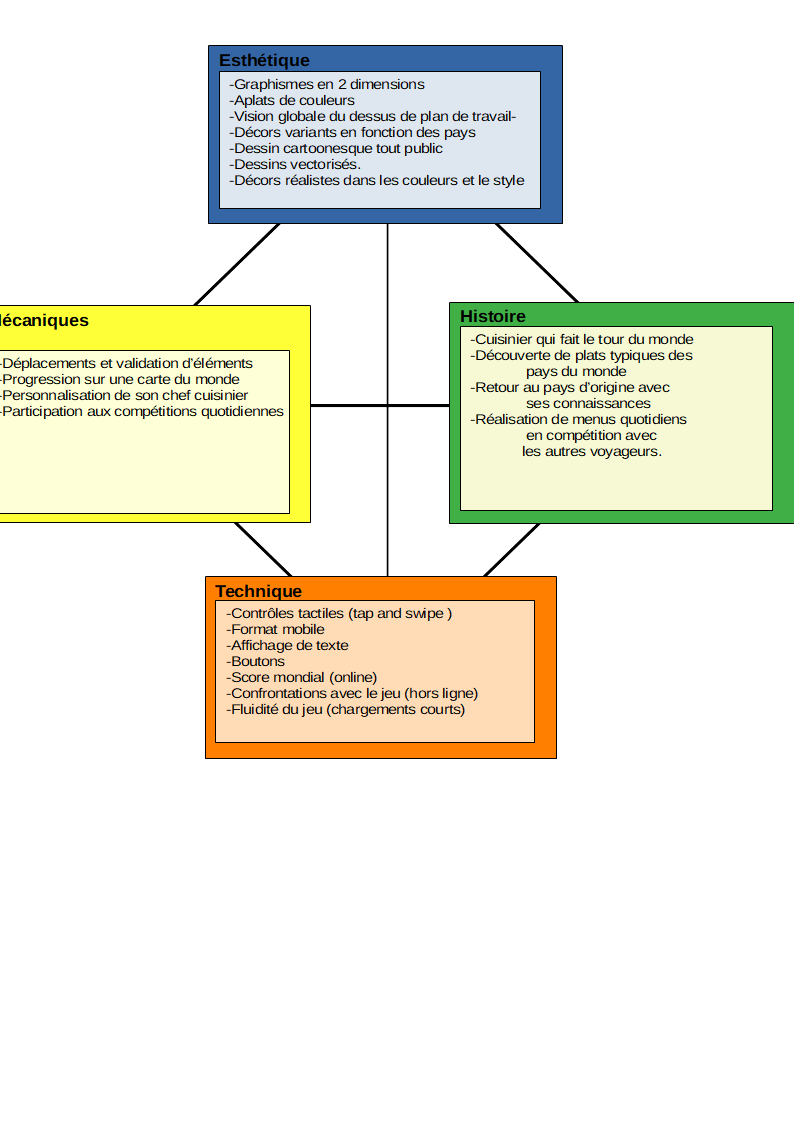 Esthétique
-Graphismes en 2 dimensions
-Aplats de couleurs
-Vision globale du dessus de plan de travail-
-Décors variants en fonction des pays
-Dessin cartoonesque tout public
-Dessins vectorisés.
-Décors réalistes dans les couleurs et le style
écaniques
-Déplacements et validation d'éléments
-Progression sur une carte du monde
-Personnalisation de son chef cuisinier
-Participation aux compétitions quotidiennes
Histoire
-Cuisinier qui fait le tour du monde
-Découverte de plats typiques des
pays du monde
-Retour au pays d'origine avec
ses connaissances
-Réalisation de menus quotidiens
en compétition avec
les autres voyageurs.
Technique
-Contrôles tactiles (tap and swipe )
-Format mobile
-Affichage de texte
-Boutons
-Score mondial (online)
-Confrontations avec le jeu (hors ligne)
-Fluidité du jeu (chargements courts)